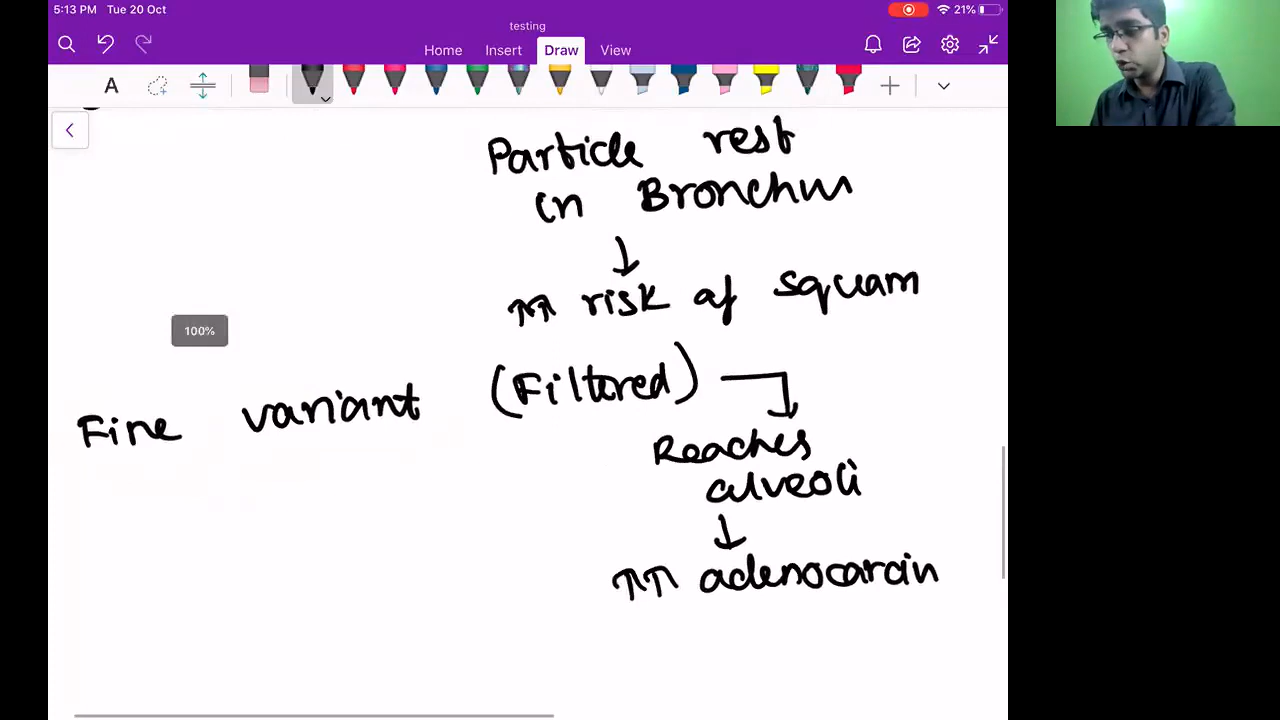 5:13 PM Tue 20 Oct
21%
testing
Home Insert Draw View
A
Particle rest
in Bronchus
↓
↑↑ risk of squam
100%
Fine variant (Filtered)
Reaches
alveoli
↓
↑↑ adenocarcin